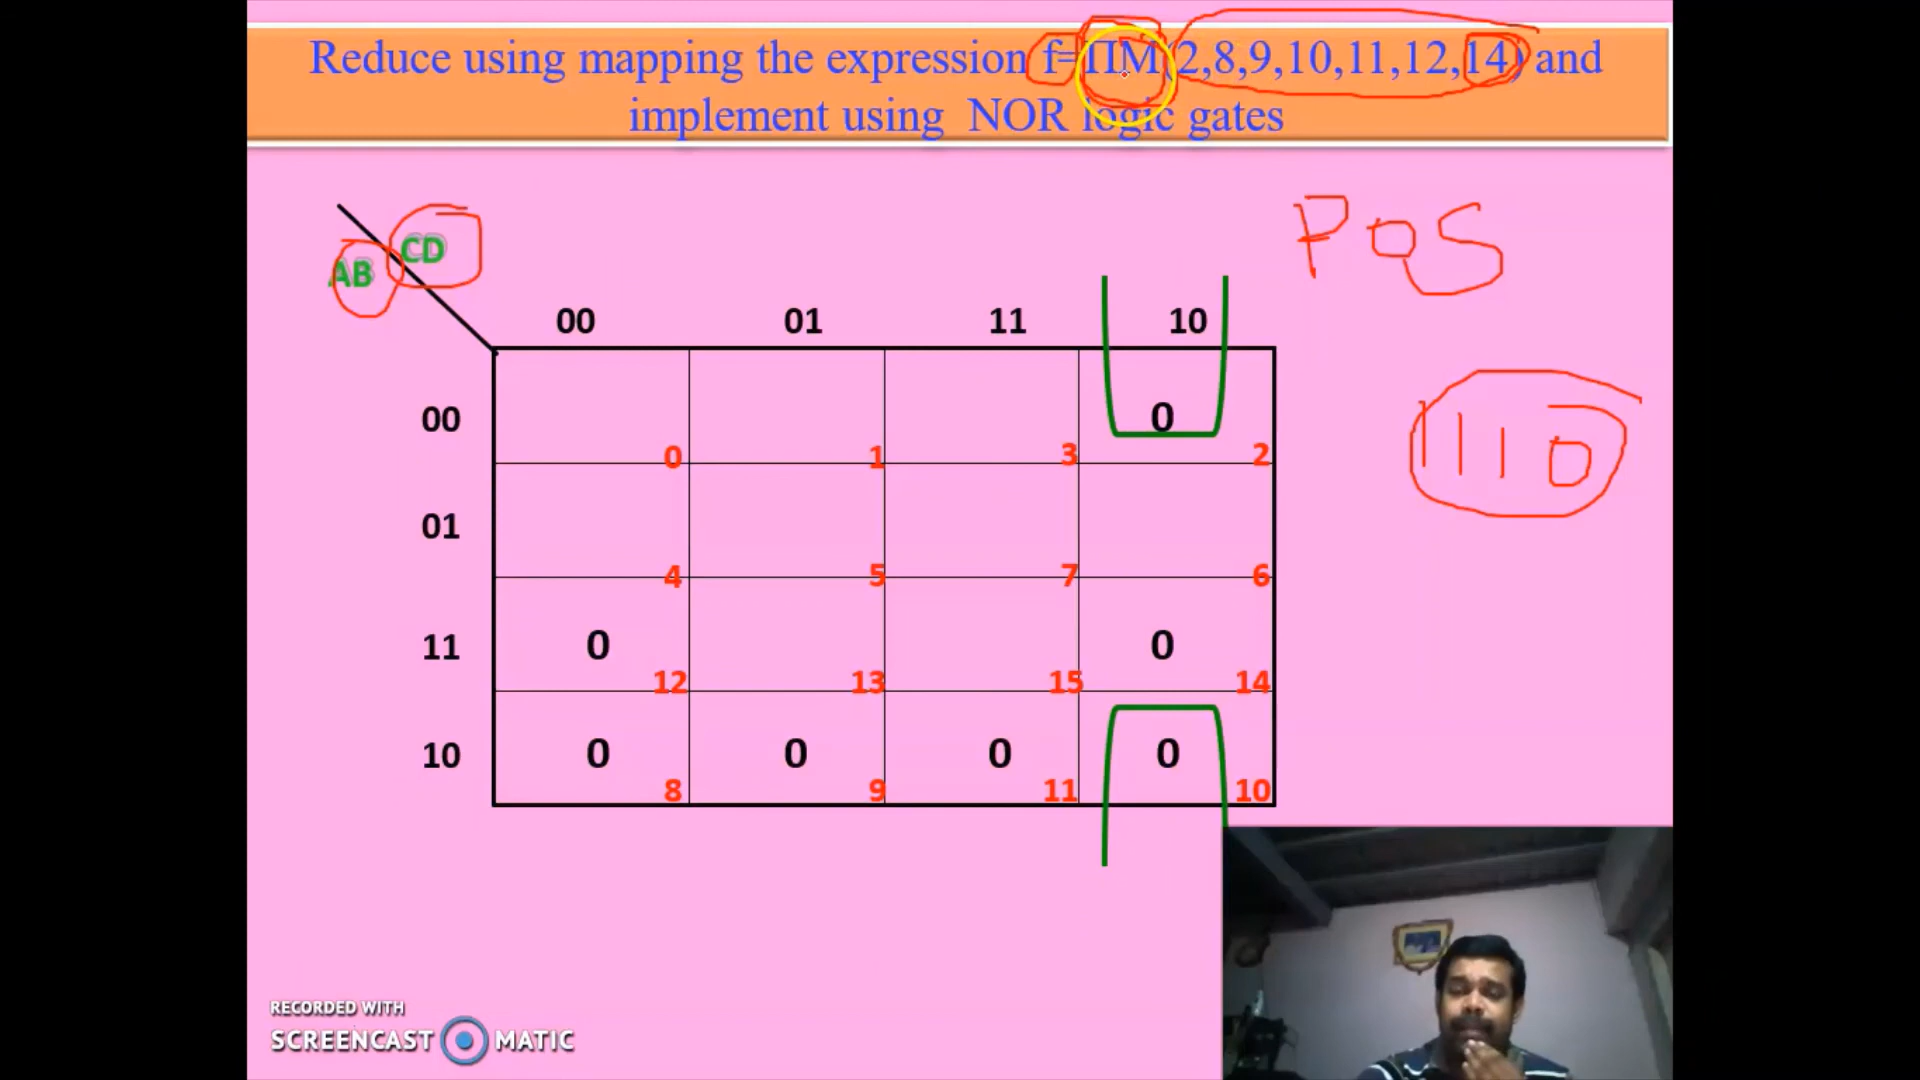 Reduce using mapping the expression f=ΠM(2,8,9,10,11,12,14) and
implement using NOR logic gates
POS
CD
AB
00 01 11 10
00 0
0 1 3 2
1110
01
4 5 7 6
11 0 0
12 13 15 14
10 0 0 0 0
8 9 11 10
RECORDED WITH
SCREENCAST MATIC